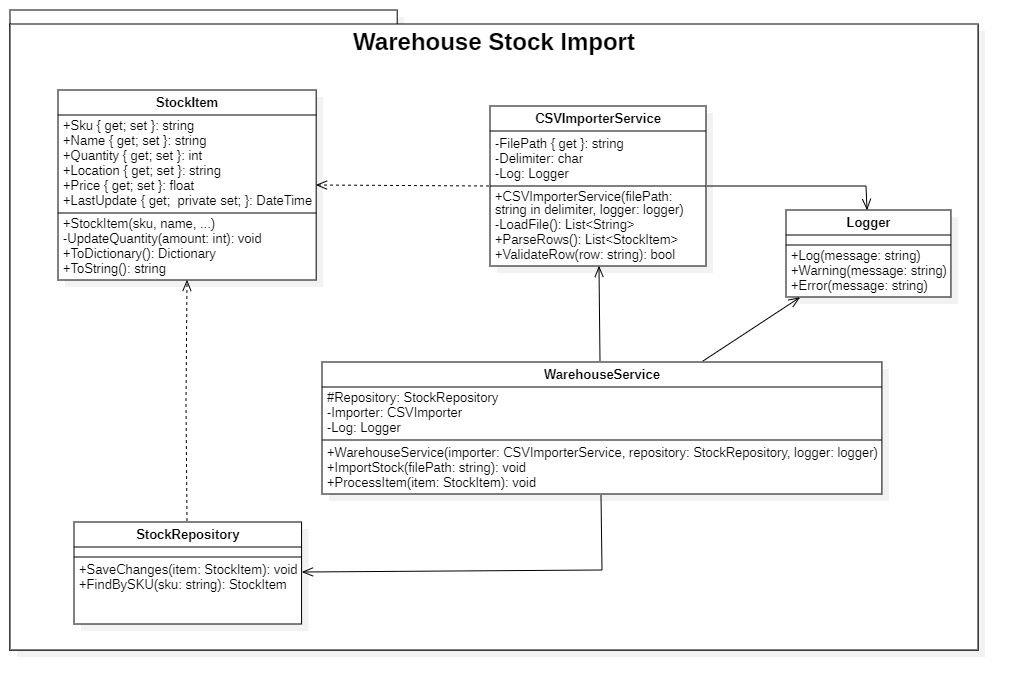 Warehouse Stock Import
StockItem
+Sku { get; set }: string
+Name { get; set }: string
+Quantity { get; set }: int
+Location { get; set }: string
+Price { get; set }: float
+LastUpdate { get;  private set; }: DateTime
+StockItem(sku, name, ...)
-UpdateQuantity(amount: int): void
+ToDictionary(): Dictionary
+ToString(): string
CSVImporterService
-FilePath { get }: string
-Delimiter: char
-Log: Logger
+CSVImporterService(filePath:
string in delimiter, logger: logger)
-LoadFile(): List<String>
+ParseRows(): List<StockItem>
+ValidateRow(row: string): bool
Logger
+Log(message: string)
+Warning(message: string)
+Error(message: string)
WarehouseService
#Repository: StockRepository
-Importer: CSVImporter
-Log: Logger
+WarehouseService(importer: CSVImporterService, repository: StockRepository, logger: logger)
+ImportStock(filePath: string): void
+ProcessItem(item: StockItem): void
StockRepository
+SaveChanges(item: StockItem): void
+FindBySKU(sku: string): StockItem